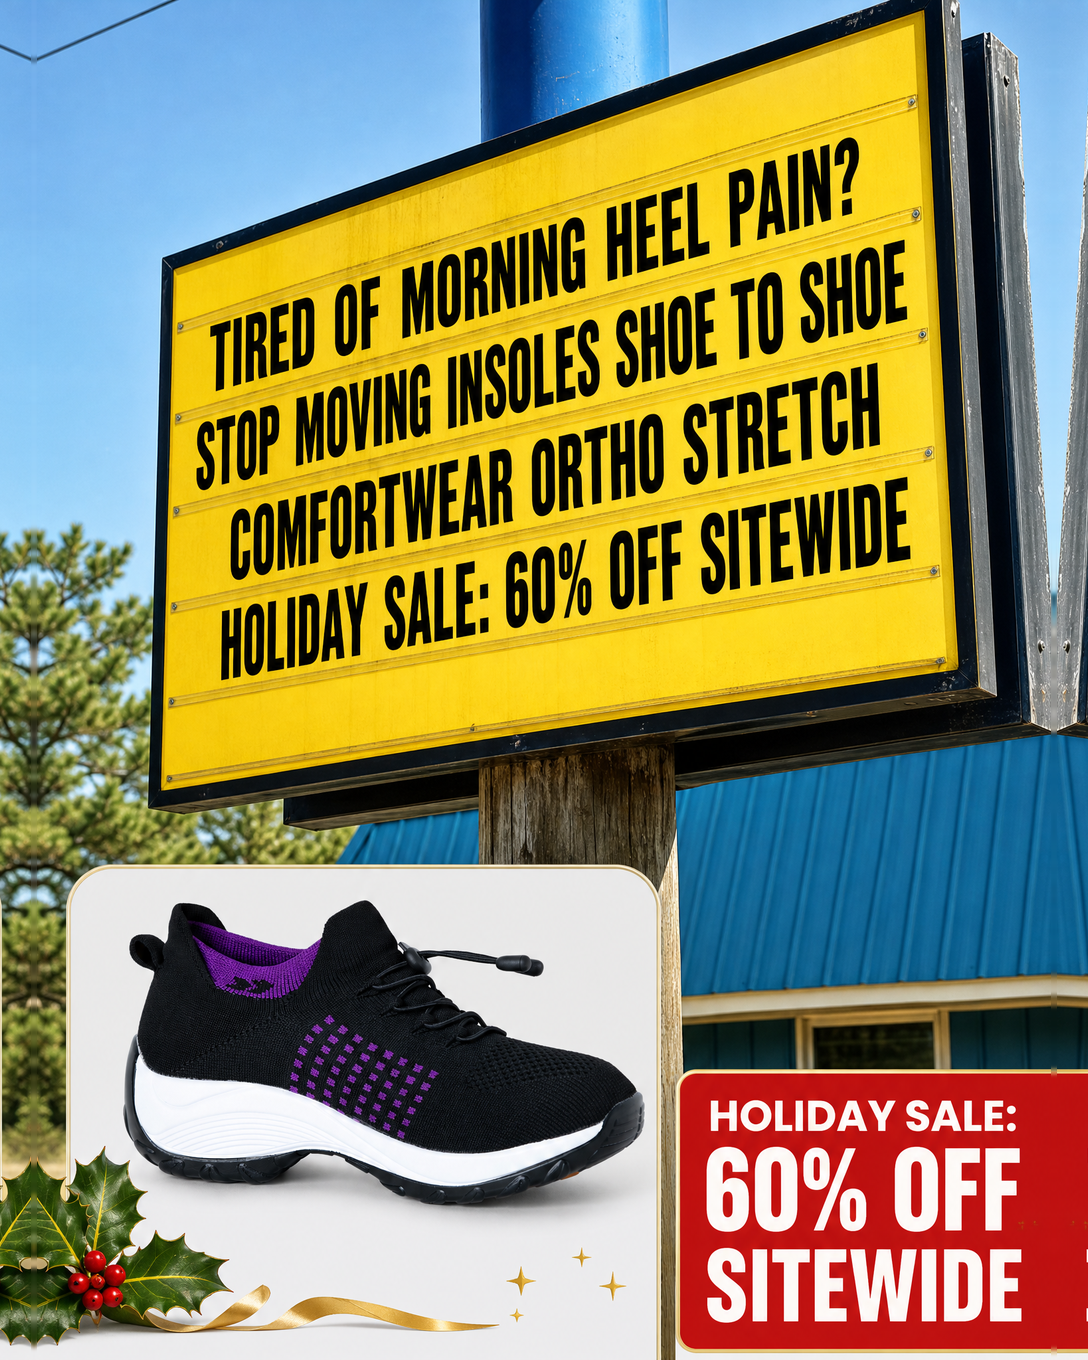 TIRED OF MORNING HEEL PAIN?
STOP MOVING INSOLES SHOE TO SHOE
COMFORTWEAR ORTHO STRETCH
HOLIDAY SALE: 60% OFF SITEWIDE
HOLIDAY SALE:
60% OFF
SITEWIDE